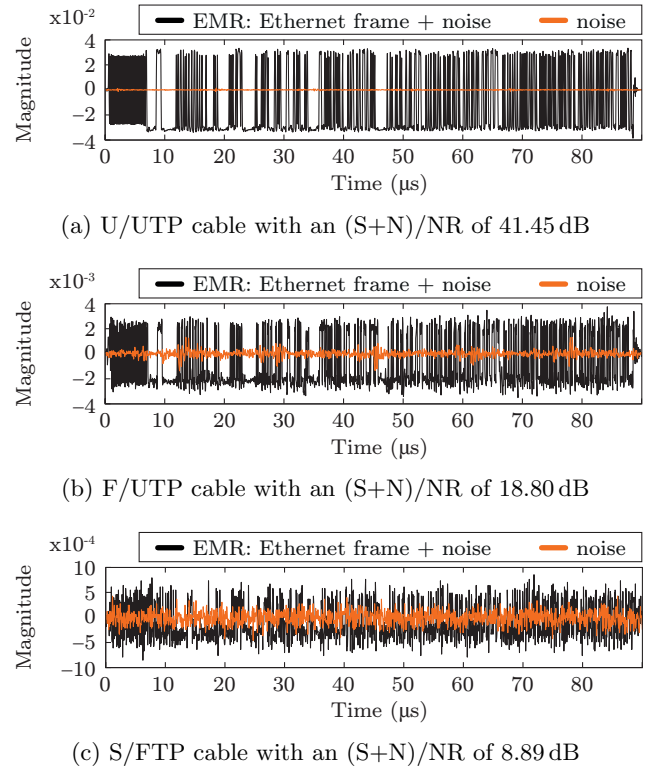 x10-2
EMR: Ethernet frame + noise noise
4
2
0
−2
−4
Magnitude
0 10 20 30 40 50 60 70 80
Time (μs)
(a) U/UTP cable with an (S+N)/NR of 41.45 dB
x10-3
EMR: Ethernet frame + noise noise
4
2
0
−2
−4
Magnitude
0 10 20 30 40 50 60 70 80
Time (μs)
(b) F/UTP cable with an (S+N)/NR of 18.80 dB
x10-4
EMR: Ethernet frame + noise noise
10
5
0
−5
−10
Magnitude
0 10 20 30 40 50 60 70 80
Time (μs)
(c) S/FTP cable with an (S+N)/NR of 8.89 dB